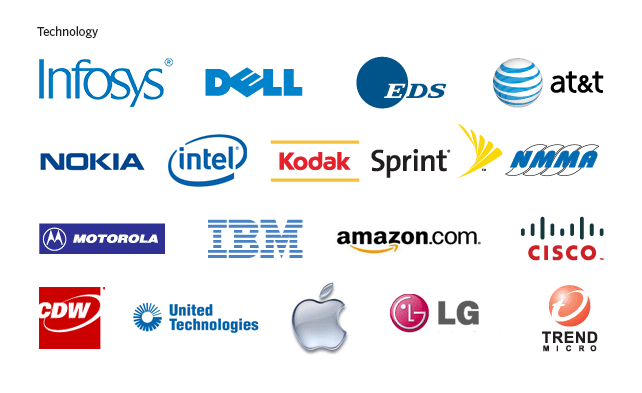 Technology
Infosys®
DELL
EDS
at&t
NOKIA
intel®
Kodak
Sprint
NMMA
MOTOROLA
IBM
amazon.com
CISCO
CDW
United
Technologies
LG
TREND
MICRO